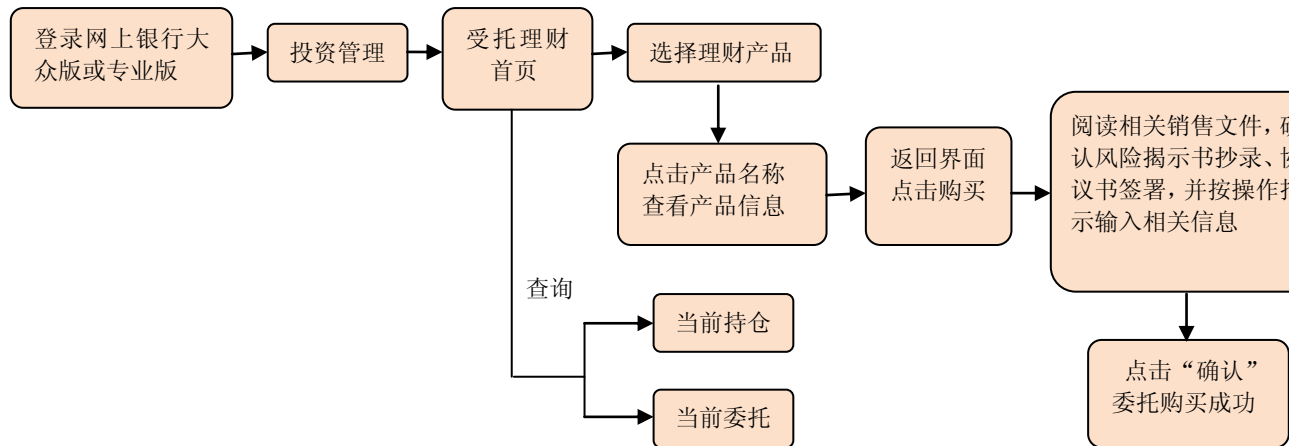 登录网上银行大
众版或专业版
投资管理
受托理财
首页
选择理财产品
点击产品名称
查看产品信息
返回界面
点击购买
阅读相关销售文件，
认风险揭示书抄录、
议书签署，并按操作
示输入相关信息
查询
当前持仓
当前委托
点击“确认”
委托购买成功